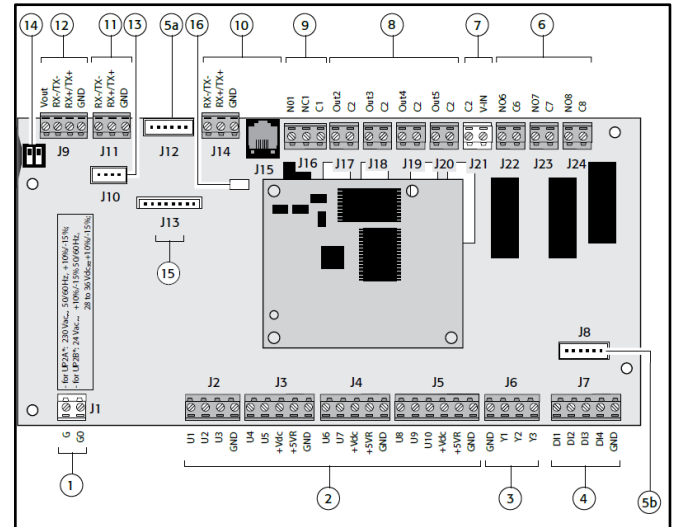 14 12 11 13 5a 16 10 9 8 7 6
Vout RX-/TX- RX+/TX+ GND RX-/TX- RX+/TX+ GND RX-/TX- RX+/TX+ GND N01 NC1 C1 Out2 C2 Out3 C2 Out4 C2 Out5 C2 C2 V-IN NO6 C6 NO7 C7 NO8 C8
J9 J11 J12 J14 J15 J16 J17 J18 J19 J20 J21 J22 J23 J24
J10
J13
15
- for UP2A*: 230 Vac~, 50/60Hz, +10%/-15%;
- for UP2B*: 24 Vac~, +10%/-15% 50/60Hz,
28 to 36 Vdc +10%/-15%;
J8
J1 J2 J3 J4 J5 J6 J7
G G0 U1 U2 U3 GND U4 U5 +Vdc +5VR GND U6 U7 +Vdc +5VR GND U8 U9 U10 +Vdc +5VR GND GND Y1 Y2 Y3 DI1 DI2 DI3 DI4 GND
1 2 3 4 5b